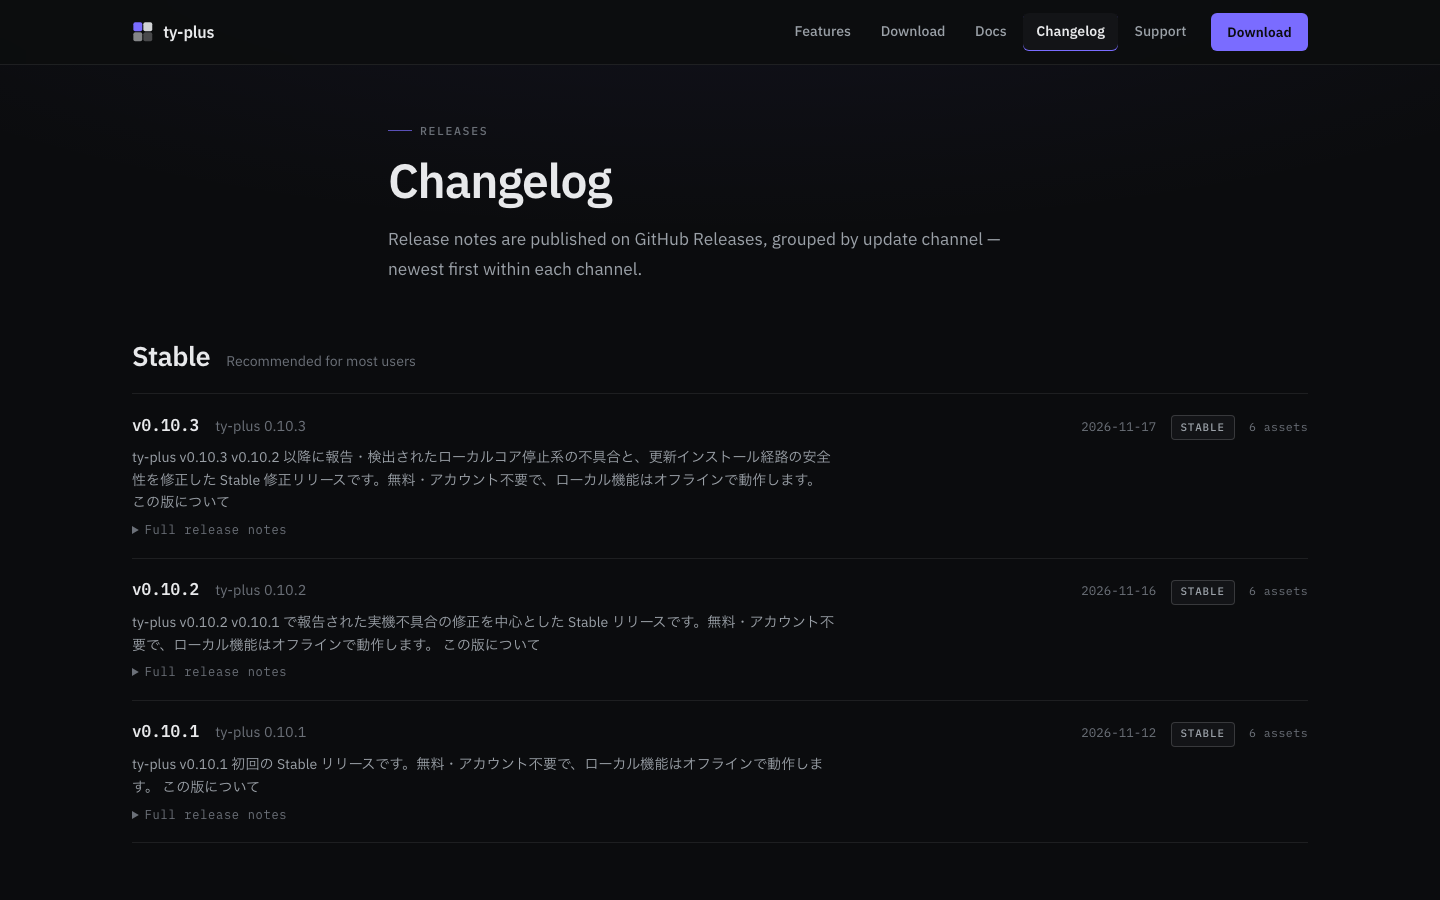 ty-plus
Features
Download
Docs
Changelog
Support
Download
RELEASES
Changelog
Release notes are published on GitHub Releases, grouped by update channel —
newest first within each channel.
Stable Recommended for most users
v0.10.3 ty-plus 0.10.3 2026-11-17 STABLE 6 assets
ty-plus v0.10.3 v0.10.2 以降に報告・検出されたローカルコア停止系の不具合と、更新インストール経路の安全
性を修正した Stable 修正リリースです。無料・アカウント不要で、ローカル機能はオフラインで動作します。
この版について
▶ Full release notes
v0.10.2 ty-plus 0.10.2 2026-11-16 STABLE 6 assets
ty-plus v0.10.2 v0.10.1 で報告された実機不具合の修正を中心とした Stable リリースです。無料・アカウント不
要で、ローカル機能はオフラインで動作します。 この版について
▶ Full release notes
v0.10.1 ty-plus 0.10.1 2026-11-12 STABLE 6 assets
ty-plus v0.10.1 初回の Stable リリースです。無料・アカウント不要で、ローカル機能はオフラインで動作しま
す。 この版について
▶ Full release notes